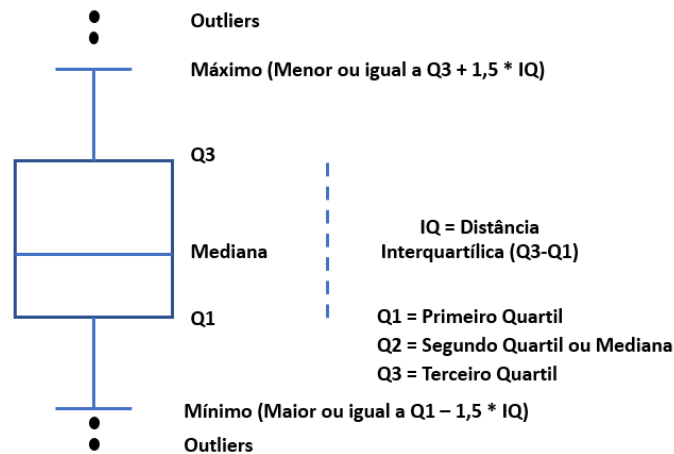 Outliers
Máximo (Menor ou igual a Q3 + 1,5 * IQ)
Q3
IQ = Distância
Interquartílica (Q3-Q1)
Mediana
Q1
Q1 = Primeiro Quartil
Q2 = Segundo Quartil ou Mediana
Q3 = Terceiro Quartil
Mínimo (Maior ou igual a Q1 – 1,5 * IQ)
Outliers